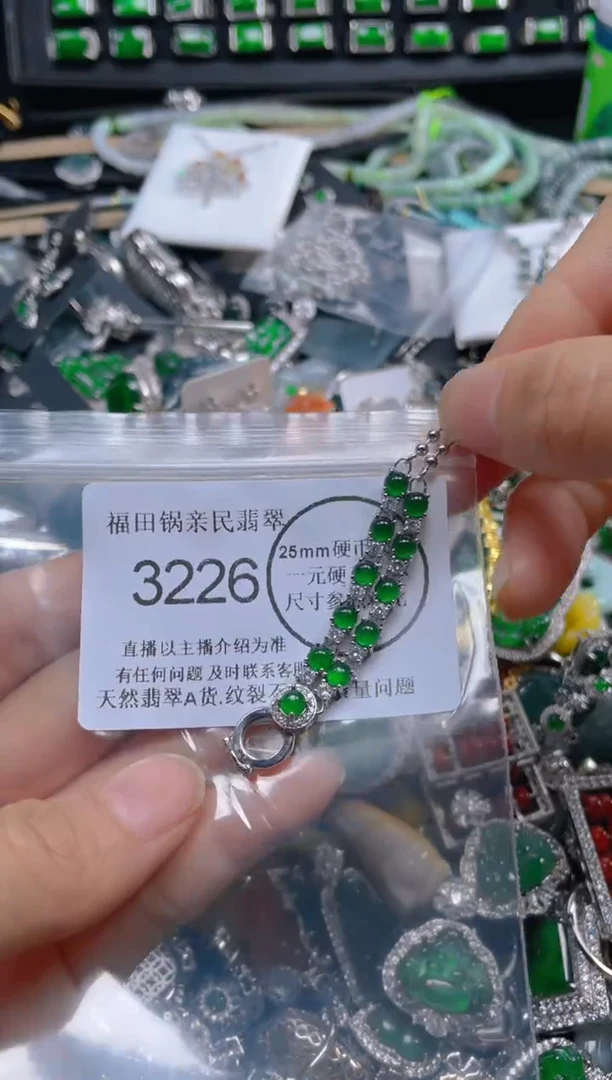 福田锅亲民翡翠
3226
25mm硬币
一元硬
尺寸参
直播以主播介绍为准
有任何问题 及时联系客服
天然翡翠A货,纹裂不 量问题